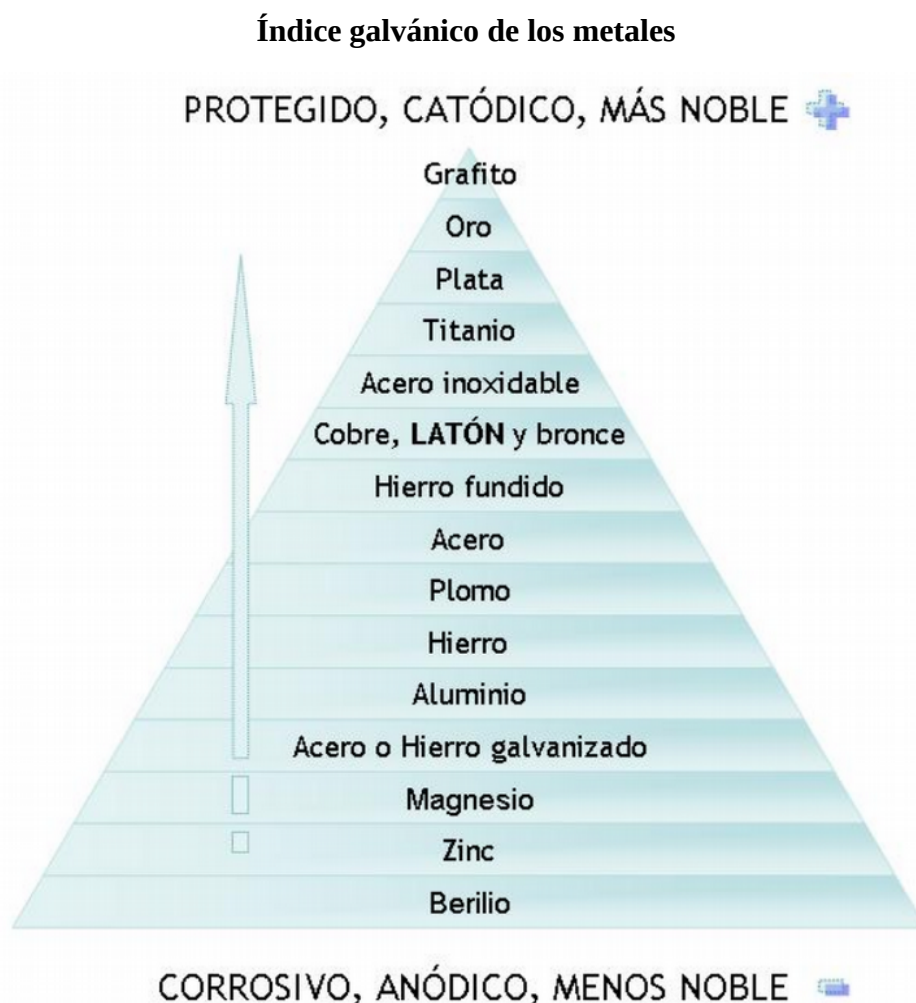 Índice galvánico de los metales
PROTEGIDO, CATÓDICO, MÁS NOBLE
Grafito
Oro
Plata
Titanio
Acero inoxidable
Cobre, LATÓN y bronce
Hierro fundido
Acero
Plomo
Hierro
Aluminio
Acero o Hierro galvanizado
Magnesio
Zinc
Berilio
CORROSIVO, ANÓDICO, MENOS NOBLE